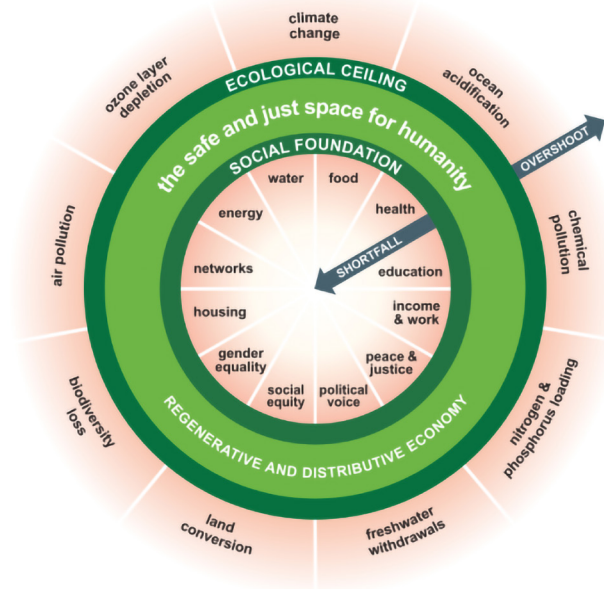 climate
change
ozone layer
depletion
ocean
acidification
ECOLOGICAL CEILING
the safe and just space for humanity
OVERSHOOT
SOCIAL FOUNDATION
water
food
energy
health
air pollution
chemical
pollution
SHORTFALL
networks
education
housing
income
& work
gender
equality
peace &
justice
social
equity
political
voice
biodiversity
loss
nitrogen &
phosphorus loading
REGENERATIVE AND DISTRIBUTIVE ECONOMY
land
conversion
freshwater
withdrawals